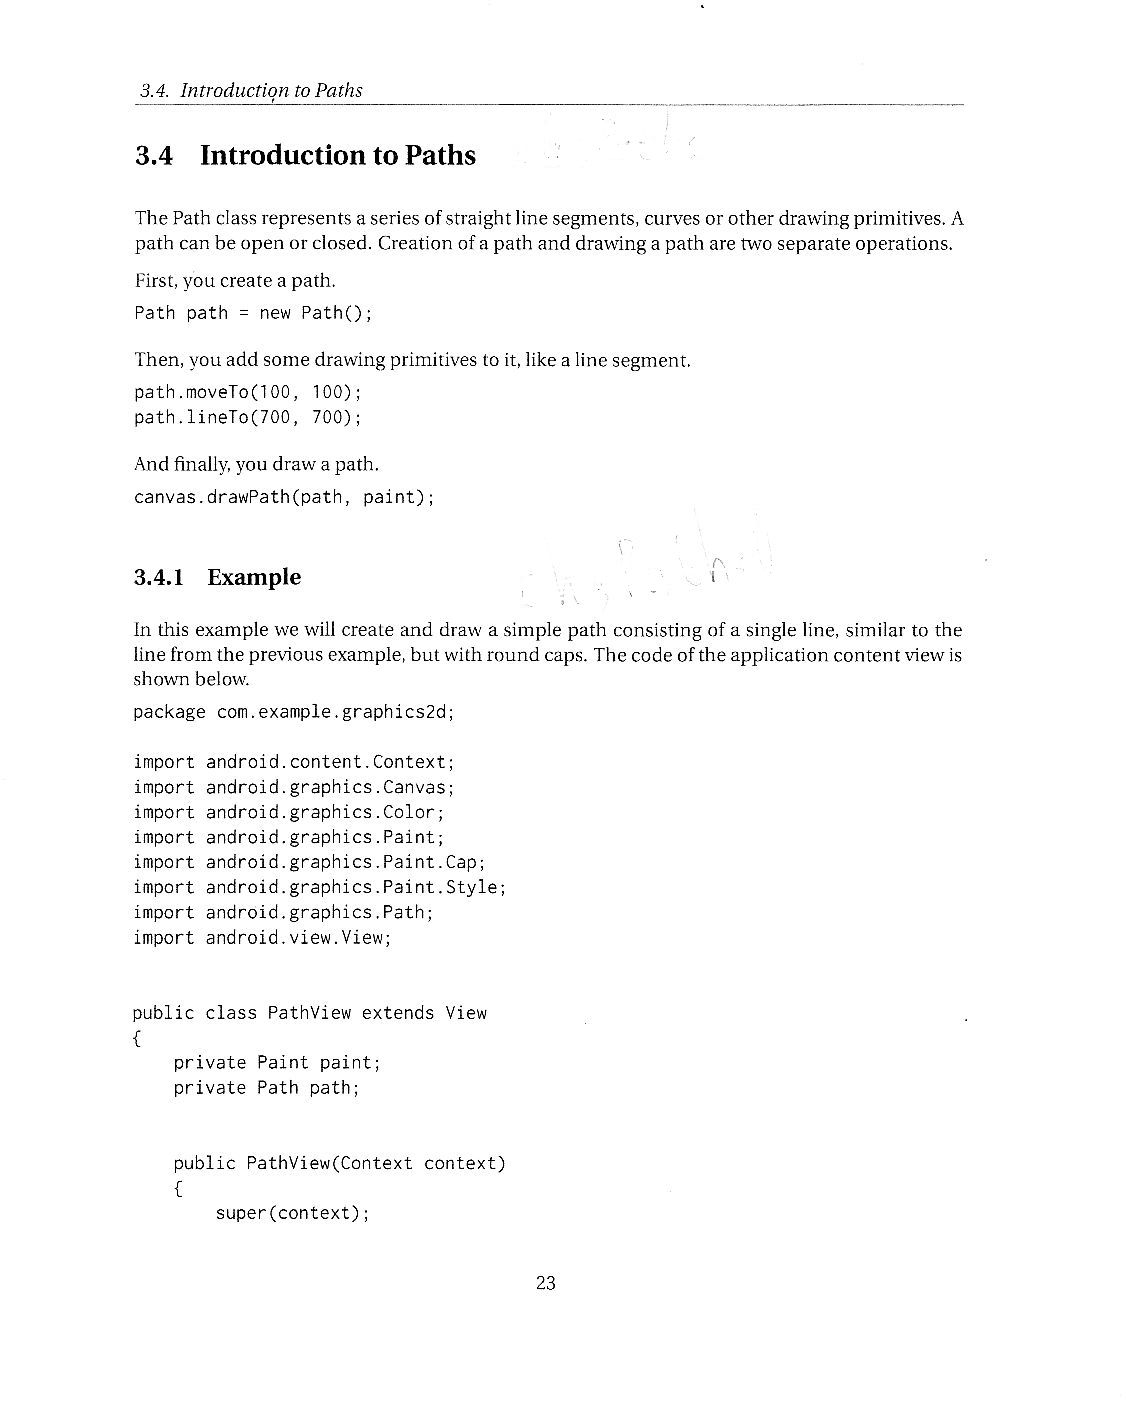 3.4. Introduction to Paths
3.4 Introduction to Paths
The Path class represents a series of straight line segments, curves or other drawing primitives. A
path can be open or closed. Creation of a path and drawing a path are two separate operations.
First, you create a path.
Path path = new Path();
Then, you add some drawing primitives to it, like a line segment.
path.moveTo(100, 100);
path.lineTo(700, 700);
And finally, you draw a path.
canvas.drawPath(path, paint);
3.4.1 Example
In this example we will create and draw a simple path consisting of a single line, similar to the
line from the previous example, but with round caps. The code of the application content view is
shown below.
package com.example.graphics2d;
import android.content.Context;
import android.graphics.Canvas;
import android.graphics.Color;
import android.graphics.Paint;
import android.graphics.Paint.Cap;
import android.graphics.Paint.Style;
import android.graphics.Path;
import android.view.View;
public class PathView extends View
{
    private Paint paint;
    private Path path;
    public PathView(Context context)
    {
        super(context);
23